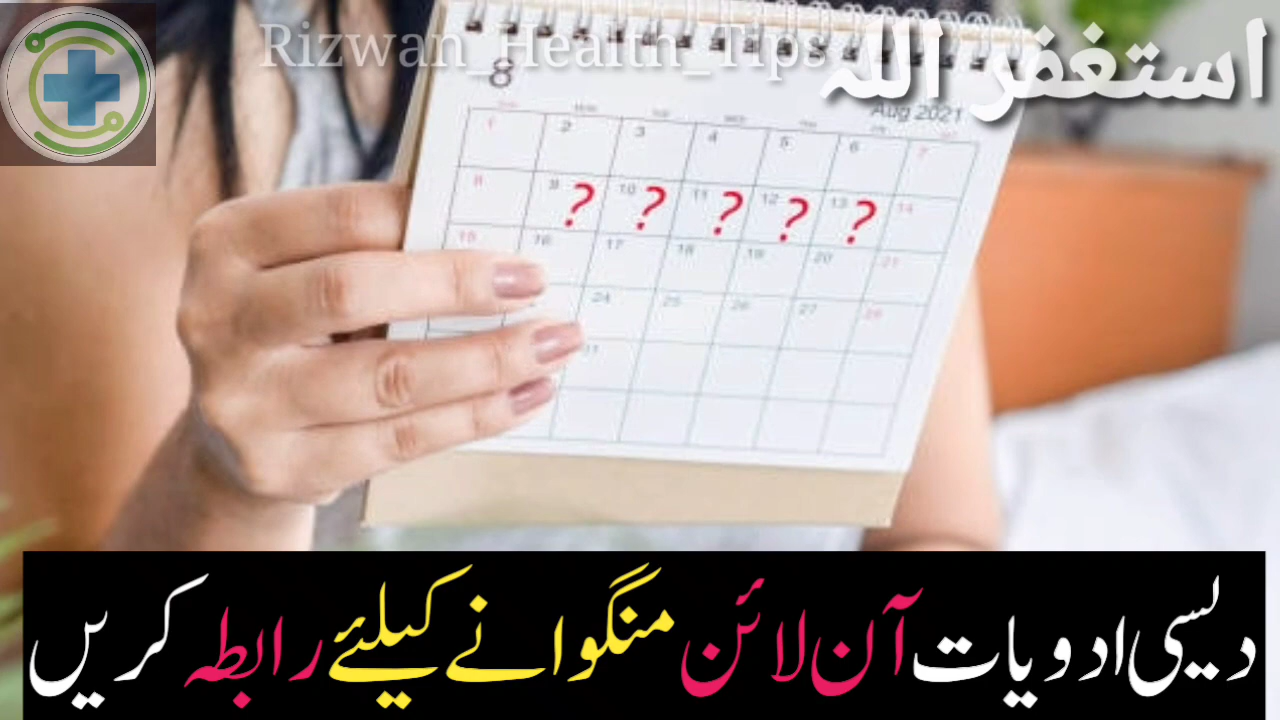 Rizwan_Health_Tips
استغفر اللہ
8
Aug 2021
1 2 3 4 5 6 7
8 9 ? 10 ? 11 ? 12 ? 13 ? 14
15 16 17 18 19 20 21
24 25 26 27 28
31
دیسی ادویات آن لائن منگوانے کیلئے رابطہ کریں